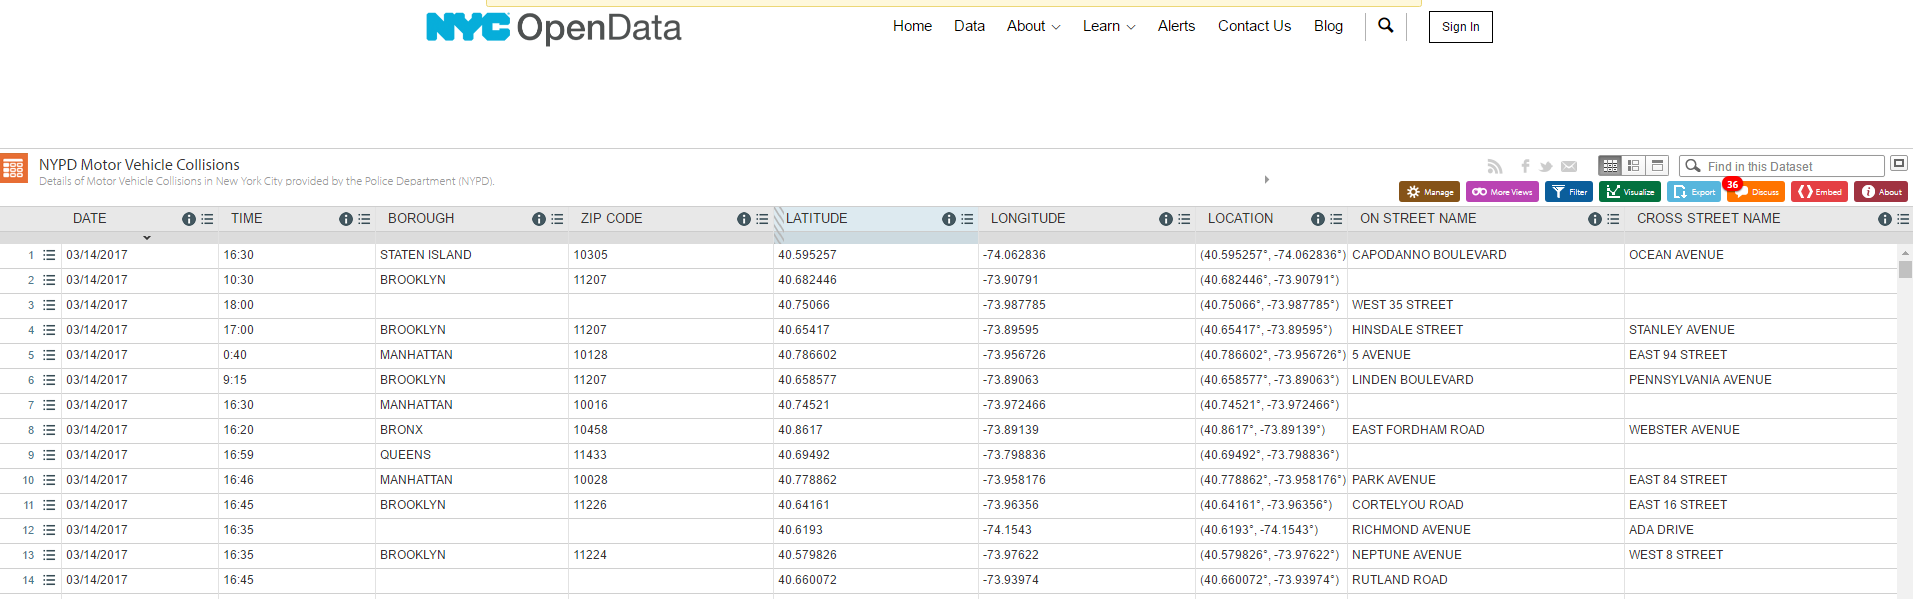 NYC OpenData Home Data About Learn Alerts Contact Us Blog Sign In
NYPD Motor Vehicle Collisions
Details of Motor Vehicle Collisions in New York City provided by the Police Department (NYPD).
Find in this Dataset
Manage More Views Filter Visualize Export 36 Discuss Embed About
DATE TIME BOROUGH ZIP CODE LATITUDE LONGITUDE LOCATION ON STREET NAME CROSS STREET NAME
1 03/14/2017 16:30 STATEN ISLAND 10305 40.595257 -74.062836 (40.595257°, -74.062836°) CAPODANNO BOULEVARD OCEAN AVENUE
2 03/14/2017 10:30 BROOKLYN 11207 40.682446 -73.90791 (40.682446°, -73.90791°)
3 03/14/2017 18:00 40.75066 -73.987785 (40.75066°, -73.987785°) WEST 35 STREET
4 03/14/2017 17:00 BROOKLYN 11207 40.65417 -73.89595 (40.65417°, -73.89595°) HINSDALE STREET STANLEY AVENUE
5 03/14/2017 0:40 MANHATTAN 10128 40.786602 -73.956726 (40.786602°, -73.956726°) 5 AVENUE EAST 94 STREET
6 03/14/2017 9:15 BROOKLYN 11207 40.658577 -73.89063 (40.658577°, -73.89063°) LINDEN BOULEVARD PENNSYLVANIA AVENUE
7 03/14/2017 16:30 MANHATTAN 10016 40.74521 -73.972466 (40.74521°, -73.972466°)
8 03/14/2017 16:20 BRONX 10458 40.8617 -73.89139 (40.8617°, -73.89139°) EAST FORDHAM ROAD WEBSTER AVENUE
9 03/14/2017 16:59 QUEENS 11433 40.69492 -73.798836 (40.69492°, -73.798836°)
10 03/14/2017 16:46 MANHATTAN 10028 40.778862 -73.958176 (40.778862°, -73.958176°) PARK AVENUE EAST 84 STREET
11 03/14/2017 16:45 BROOKLYN 11226 40.64161 -73.96356 (40.64161°, -73.96356°) CORTELYOU ROAD EAST 16 STREET
12 03/14/2017 16:35 40.6193 -74.1543 (40.6193°, -74.1543°) RICHMOND AVENUE ADA DRIVE
13 03/14/2017 16:35 BROOKLYN 11224 40.579826 -73.97622 (40.579826°, -73.97622°) NEPTUNE AVENUE WEST 8 STREET
14 03/14/2017 16:45 40.660072 -73.93974 (40.660072°, -73.93974°) RUTLAND ROAD